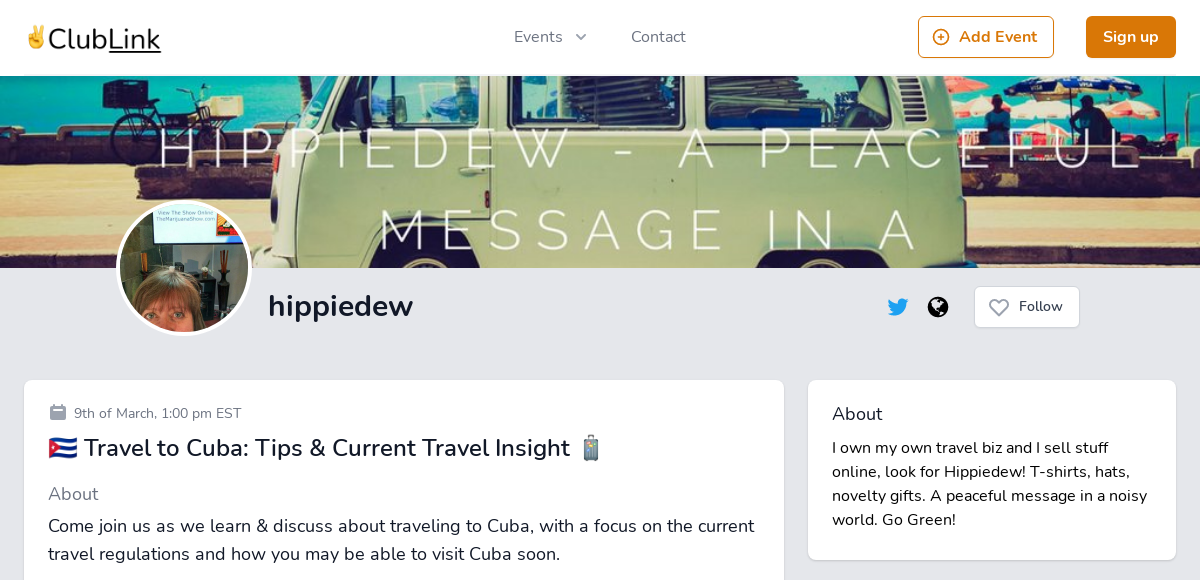 ClubLink
Events
Contact
Add Event
Sign up
HIPPIEDEW - A PEACEFUL
MESSAGE IN A
View The Show Online
TheMarijuanaShow.com
hippiedew
Follow
9th of March, 1:00 pm EST
🇨🇺 Travel to Cuba: Tips & Current Travel Insight 🧳
About
Come join us as we learn & discuss about traveling to Cuba, with a focus on the current
travel regulations and how you may be able to visit Cuba soon.
About
I own my own travel biz and I sell stuff
online, look for Hippiedew! T-shirts, hats,
novelty gifts. A peaceful message in a noisy
world. Go Green!